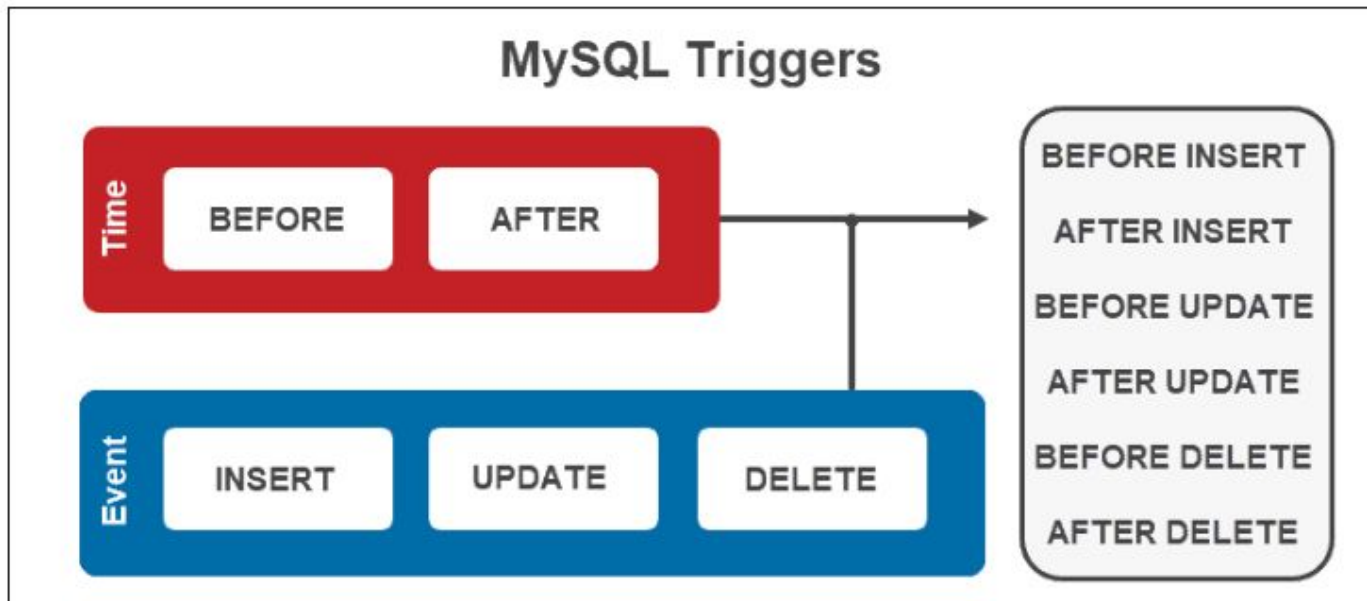 MySQL Triggers
Time
BEFORE
AFTER
Event
INSERT
UPDATE
DELETE
BEFORE INSERT
AFTER INSERT
BEFORE UPDATE
AFTER UPDATE
BEFORE DELETE
AFTER DELETE